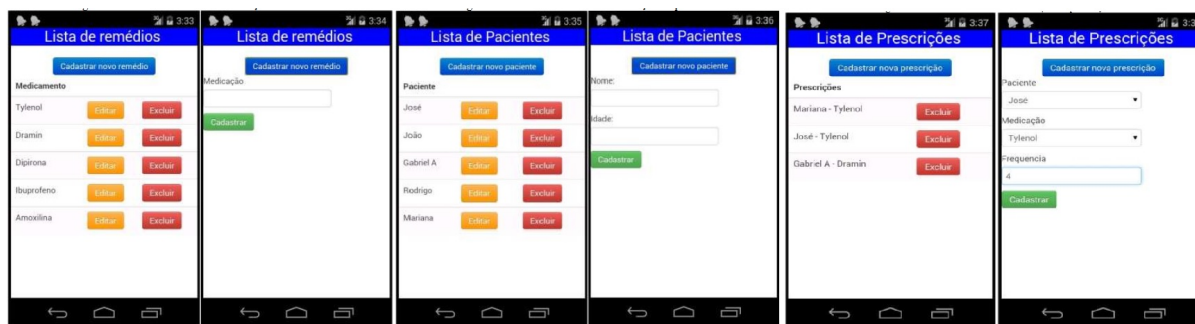 3:33
Lista de remédios
Cadastrar novo remédio
Medicamento
Tylenol Editar Excluir
Dramin Editar Excluir
Dipirona Editar Excluir
Ibuprofeno Editar Excluir
Amoxilina Editar Excluir
3:34
Lista de remédios
Cadastrar novo remédio
Medicação
Cadastrar
3:35
Lista de Pacientes
Cadastrar novo paciente
Paciente
José Editar Excluir
João Editar Excluir
Gabriel A Editar Excluir
Rodrigo Editar Excluir
Mariana Editar Excluir
3:36
Lista de Pacientes
Cadastrar novo paciente
Nome:
Idade:
Cadastrar
3:37
Lista de Prescrições
Cadastrar nova prescrição
Prescrições
Mariana - Tylenol Excluir
José - Tylenol Excluir
Gabriel A - Dramin Excluir
Lista de Prescrições
Cadastrar nova prescrição
Paciente
José
Medicação
Tylenol
Frequencia
4
Cadastrar